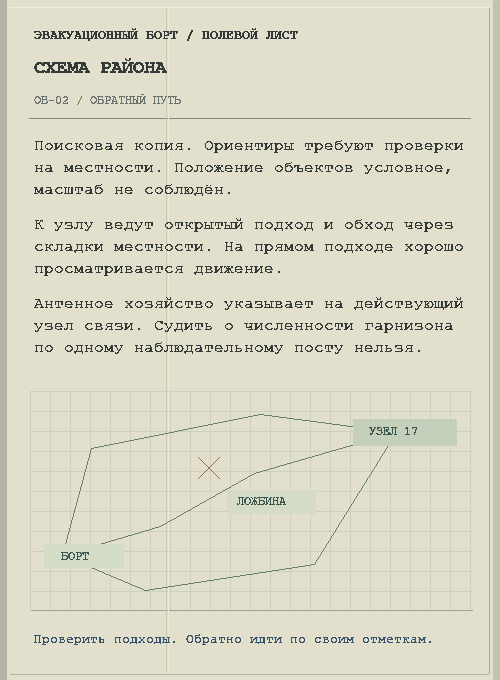 ЭВАКУАЦИОННЫЙ БОРТ / ПОЛЕВОЙ ЛИСТ
СХЕМА РАЙОНА
ОВ-02 / ОБРАТНЫЙ ПУТЬ
Поисковая копия. Ориентиры требуют проверки
на местности. Положение объектов условное,
масштаб не соблюдён.
К узлу ведут открытый подход и обход через
складки местности. На прямом подходе хорошо
просматривается движение.
Антенное хозяйство указывает на действующий
узел связи. Судить о численности гарнизона
по одному наблюдательному посту нельзя.
УЗЕЛ 17
ЛОЖБИНА
БОРТ
Проверить подходы. Обратно идти по своим отметкам.